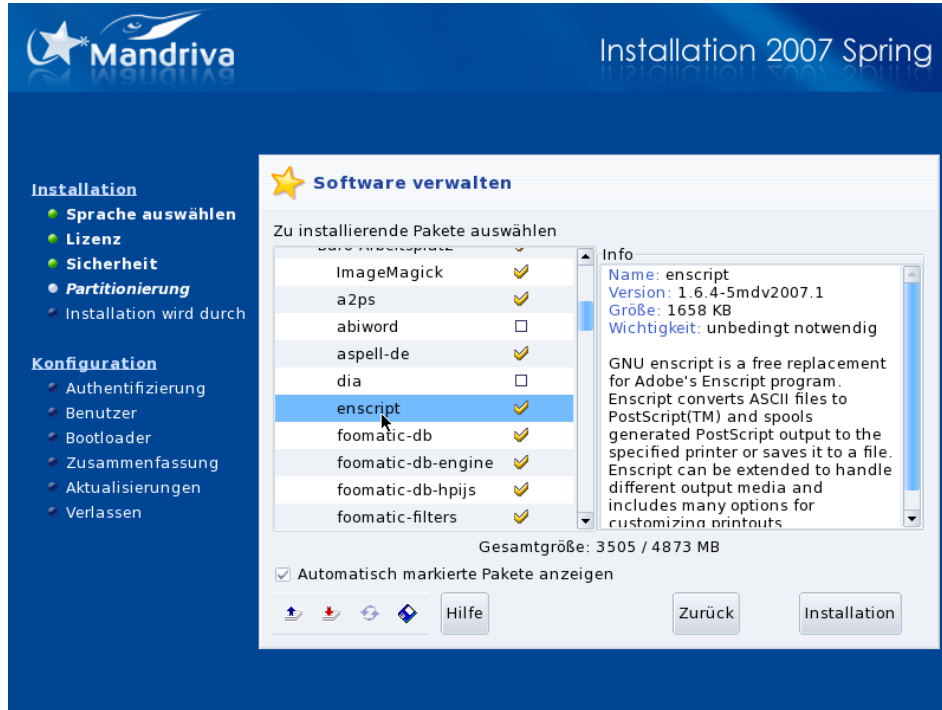 Mandriva
Installation 2007 Spring
Installation
Sprache auswählen
Lizenz
Sicherheit
Partitionierung
Installation wird durch
Konfiguration
Authentifizierung
Benutzer
Bootloader
Zusammenfassung
Aktualisierungen
Verlassen
Software verwalten
Zu installierende Pakete auswählen
Büro-Arbeitsplatz
ImageMagick
a2ps
abiword
aspell-de
dia
enscript
foomatic-db
foomatic-db-engine
foomatic-db-hpijs
foomatic-filters
Info
Name: enscript
Version: 1.6.4-5mdv2007.1
Größe: 1658 KB
Wichtigkeit: unbedingt notwendig
GNU enscript is a free replacement
for Adobe's Enscript program.
Enscript converts ASCII files to
PostScript(TM) and spools
generated PostScript output to the
specified printer or saves it to a file.
Enscript can be extended to handle
different output media and
includes many options for
customizing printouts
Gesamtgröße: 3505 / 4873 MB
Automatisch markierte Pakete anzeigen
Hilfe
Zurück
Installation